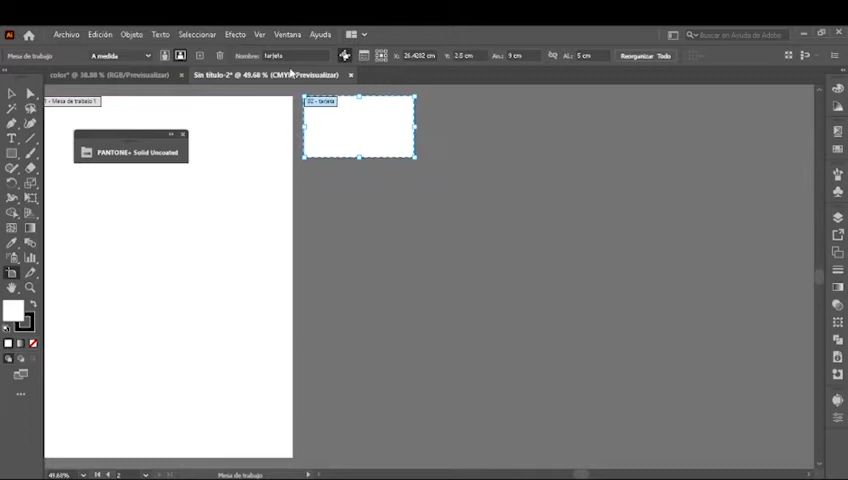 Ai Archivo Edición Objeto Texto Seleccionar Efecto Ver Ventana Ayuda Buscar en Ayuda de Adobe
Mesa de trabajo A medida Nombre: tarjeta X: 26.4202 cm Y: 2.5 cm An: 9 cm AL: 5 cm Reorganizar Todo
color* @ 38.88 % (RGB/Previsualizar) × Sin título-2* @ 49.68 % (CMYK/Previsualizar) ×
1 - Mesa de trabajo 1 02 - tarjeta
PANTONE+ Solid Uncoated
49.68% 2 Mesa de trabajo